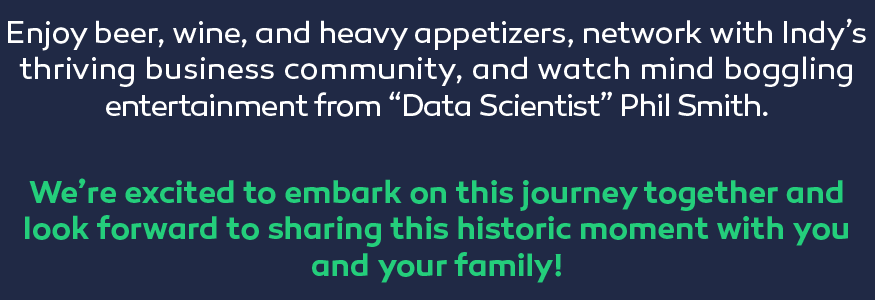 Enjoy beer, wine, and heavy appetizers, network with Indy’s
thriving business community, and watch mind boggling
entertainment from “Data Scientist” Phil Smith.
We’re excited to embark on this journey together and
look forward to sharing this historic moment with you
and your family!